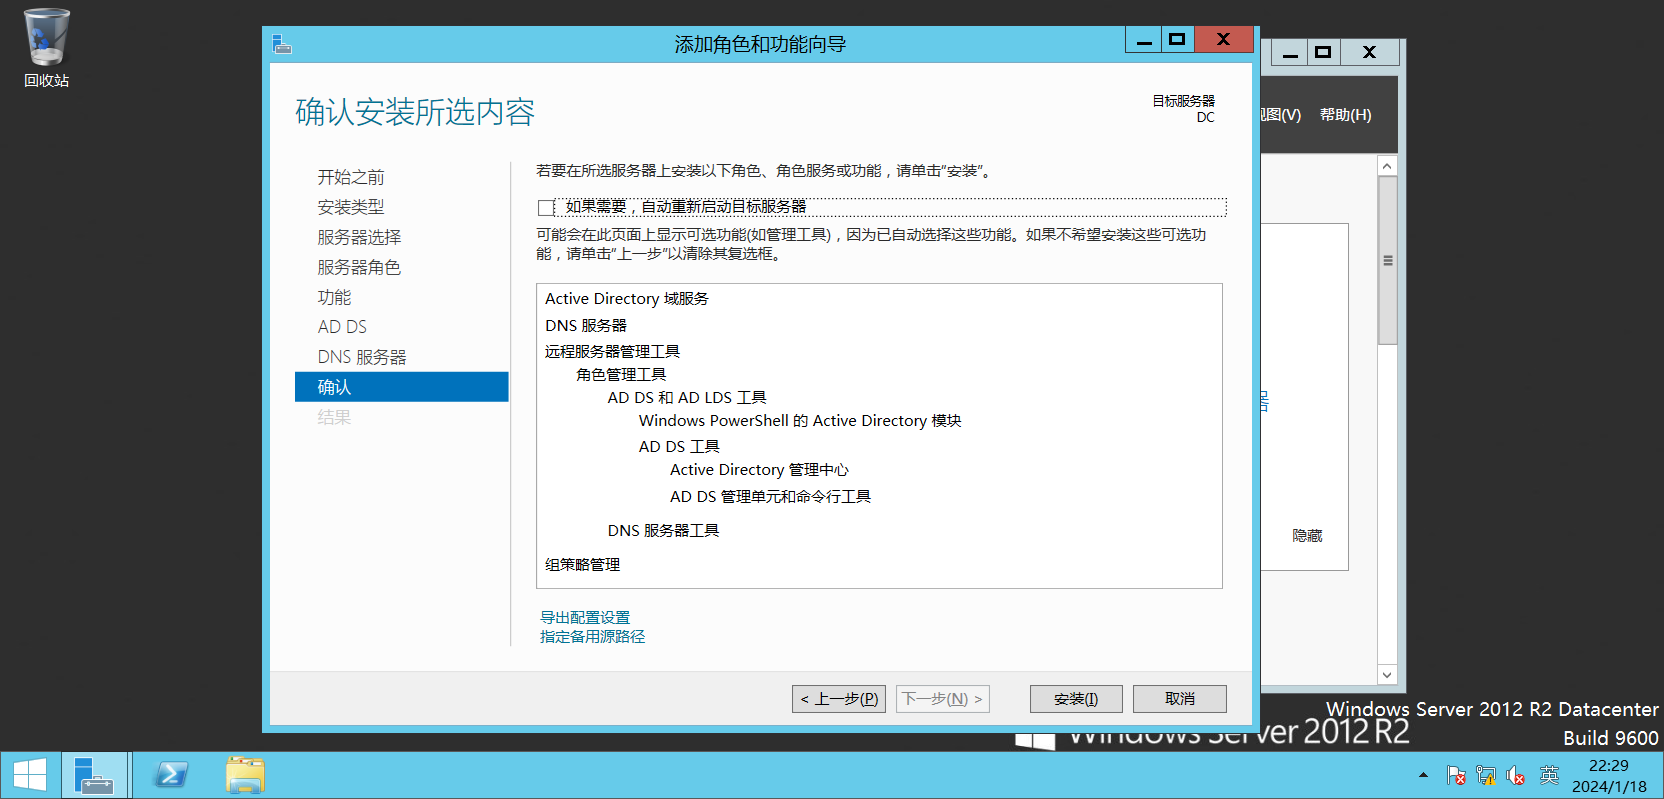 回收站
添加角色和功能向导
确认安装所选内容
目标服务器
DC
开始之前
安装类型
服务器选择
服务器角色
功能
AD DS
DNS 服务器
确认
结果
若要在所选服务器上安装以下角色、角色服务或功能，请单击“安装”。
如果需要，自动重新启动目标服务器
可能会在此页面上显示可选功能(如管理工具)，因为已自动选择这些功能。如果不希望安装这些可选功
能，请单击“上一步”以清除其复选框。
Active Directory 域服务
DNS 服务器
远程服务器管理工具
角色管理工具
AD DS 和 AD LDS 工具
Windows PowerShell 的 Active Directory 模块
AD DS 工具
Active Directory 管理中心
AD DS 管理单元和命令行工具
DNS 服务器工具
组策略管理
导出配置设置
指定备用源路径
< 上一步(P)
下一步(N) >
安装(I)
取消
视图(V) 帮助(H)
隐藏
Windows Server 2012 R2 Datacenter
Windows Server 2012 R2
Build 9600
英
22:29
2024/1/18